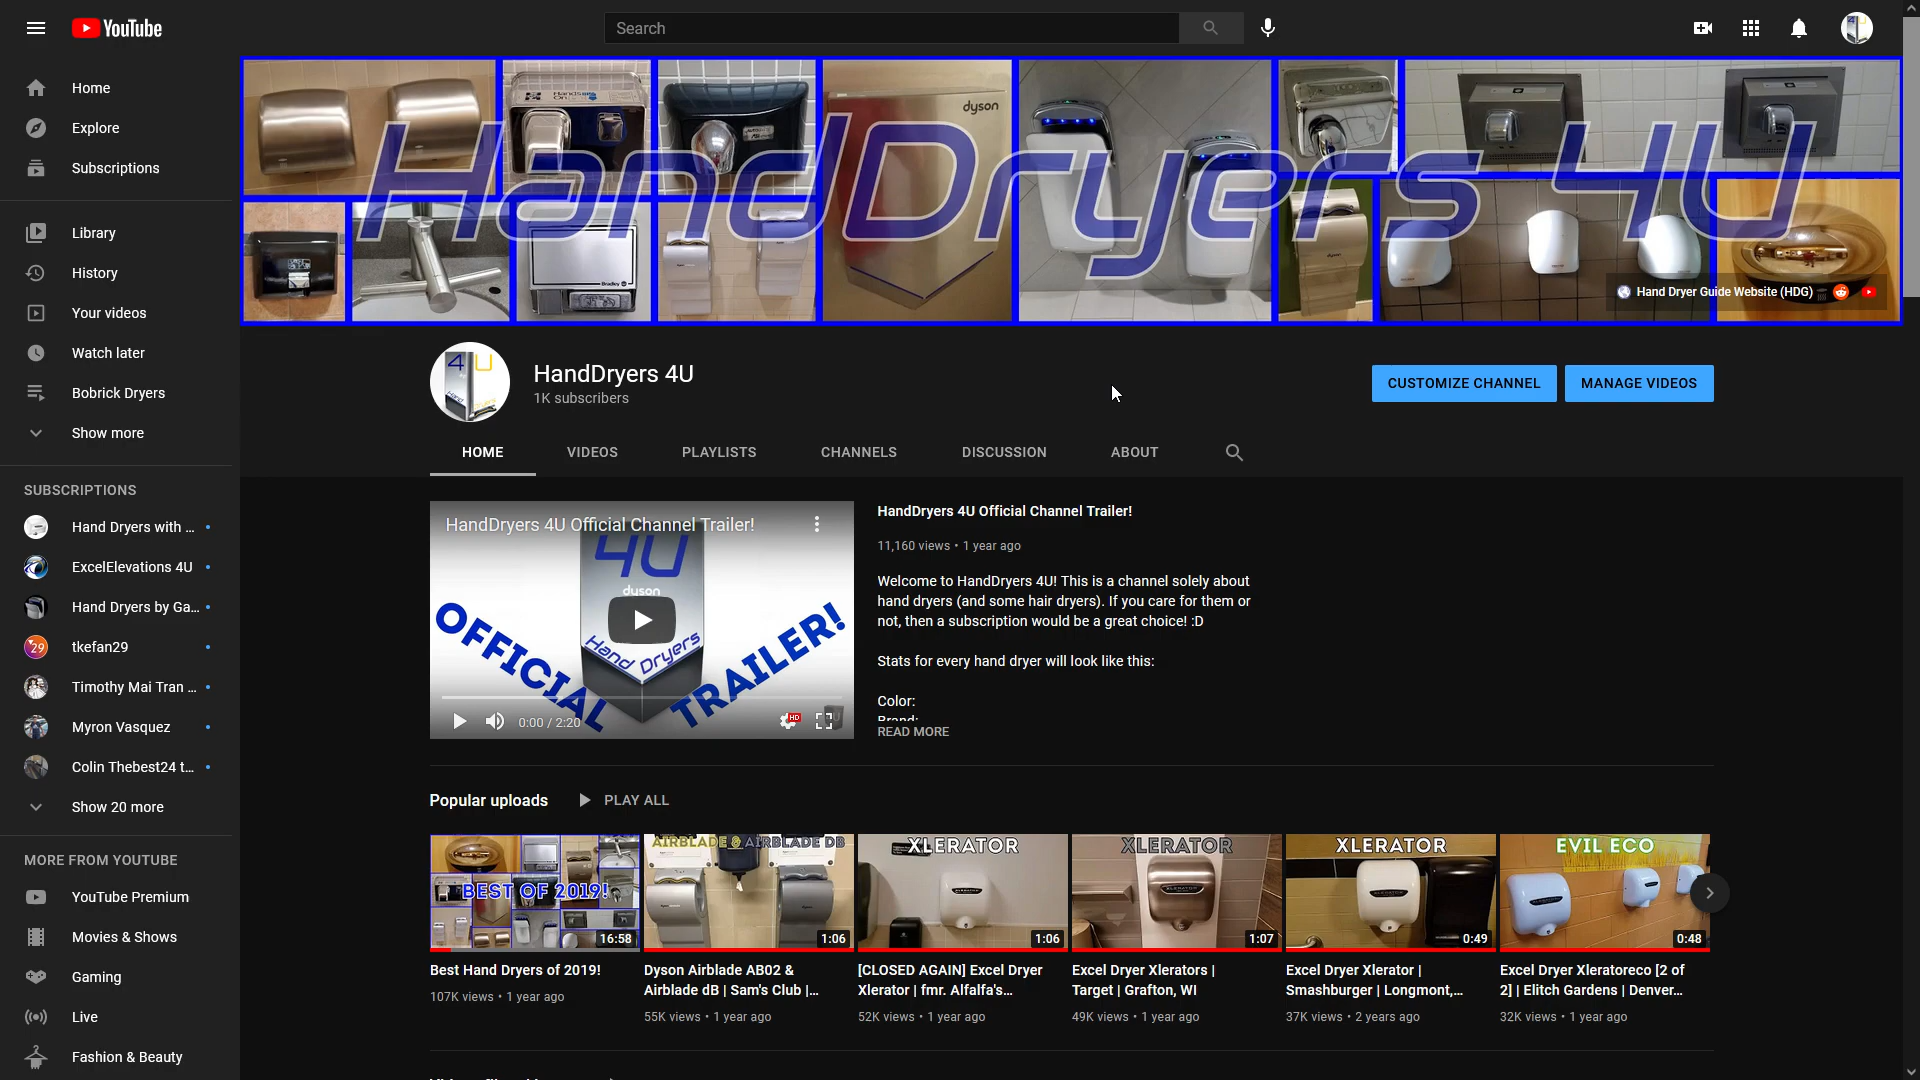 YouTube
Search
Home
Explore
Subscriptions
Library
History
Your videos
Watch later
Bobrick Dryers
Show more
SUBSCRIPTIONS
Hand Dryers with ...
ExcelElevations 4U
Hand Dryers by Ga...
tkefan29
Timothy Mai Tran ...
Myron Vasquez
Colin Thebest24 t...
Show 20 more
MORE FROM YOUTUBE
YouTube Premium
Movies & Shows
Gaming
Live
Fashion & Beauty
HandDryers 4U
dyson
Bradley
Hand Dryer Guide Website (HDG)
4U
HandDryers 4U
1K subscribers
CUSTOMIZE CHANNEL
MANAGE VIDEOS
HOME VIDEOS PLAYLISTS CHANNELS DISCUSSION ABOUT
HandDryers 4U Official Channel Trailer!
4U
dyson
OFFICIAL
Hand Dryers
TRAILER!
0:00 / 2:20
HD
HandDryers 4U Official Channel Trailer!
11,160 views • 1 year ago
Welcome to HandDryers 4U! This is a channel solely about
hand dryers (and some hair dryers). If you care for them or
not, then a subscription would be a great choice! :D
Stats for every hand dryer will look like this:
Color:
Brand:
READ MORE
Popular uploads
PLAY ALL
BEST OF 2019!
16:58
Best Hand Dryers of 2019!
107K views • 1 year ago
AIRBLADE & AIRBLADE DB
1:06
Dyson Airblade AB02 &
Airblade dB | Sam's Club |...
55K views • 1 year ago
XLERATOR
1:06
[CLOSED AGAIN] Excel Dryer
Xlerator | fmr. Alfalfa's...
52K views • 1 year ago
XLERATOR
1:07
Excel Dryer Xlerators |
Target | Grafton, WI
49K views • 1 year ago
XLERATOR
0:49
Excel Dryer Xlerator |
Smashburger | Longmont,...
37K views • 2 years ago
EVIL ECO
0:48
Excel Dryer Xleratoreco [2 of
2] | Elitch Gardens | Denver...
32K views • 1 year ago